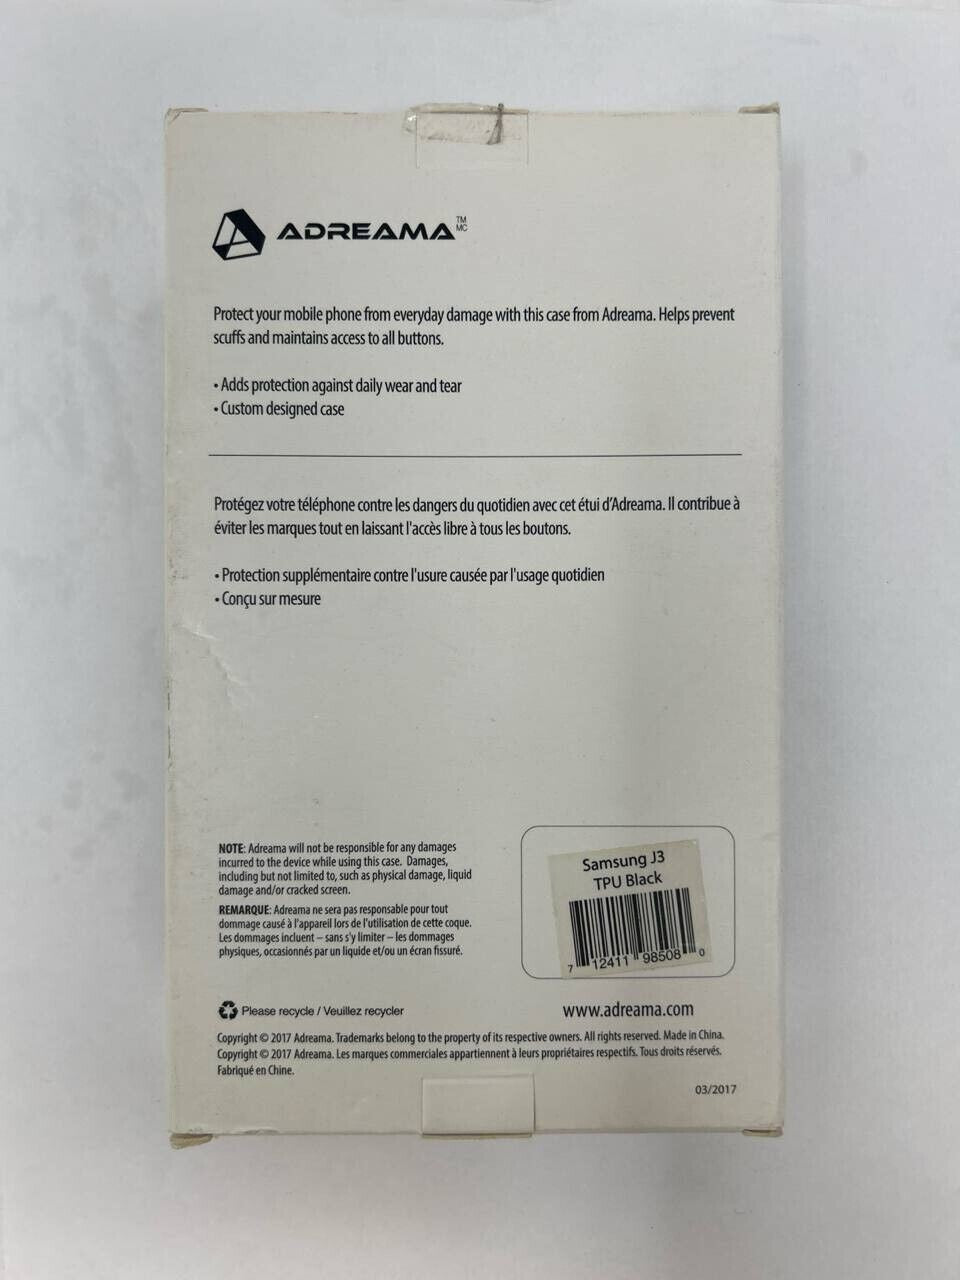 ADREAMA TM MC
Protect your mobile phone from everyday damage with this case from Adreama. Helps prevent
scuffs and maintains access to all buttons.
• Adds protection against daily wear and tear
• Custom designed case
Protégez votre téléphone contre les dangers du quotidien avec cet étui d'Adreama. Il contribue à
éviter les marques tout en laissant l'accès libre à tous les boutons.
• Protection supplémentaire contre l'usure causée par l'usage quotidien
• Conçu sur mesure
NOTE: Adreama will not be responsible for any damages
incurred to the device while using this case. Damages,
including but not limited to, such as physical damage, liquid
damage and/or cracked screen.
REMARQUE: Adreama ne sera pas responsable pour tout
dommage causé à l'appareil lors de l'utilisation de cette coque.
Les dommages incluent – sans s'y limiter – les dommages
physiques, occasionnés par un liquide et/ou un écran fissuré.
Samsung J3
TPU Black
7 12411 98508 0
Please recycle / Veuillez recycler
www.adreama.com
Copyright © 2017 Adreama. Trademarks belong to the property of its respective owners. All rights reserved. Made in China.
Copyright © 2017 Adreama. Les marques commerciales appartiennent à leurs propriétaires respectifs. Tous droits réservés.
Fabriqué en Chine.
03/2017